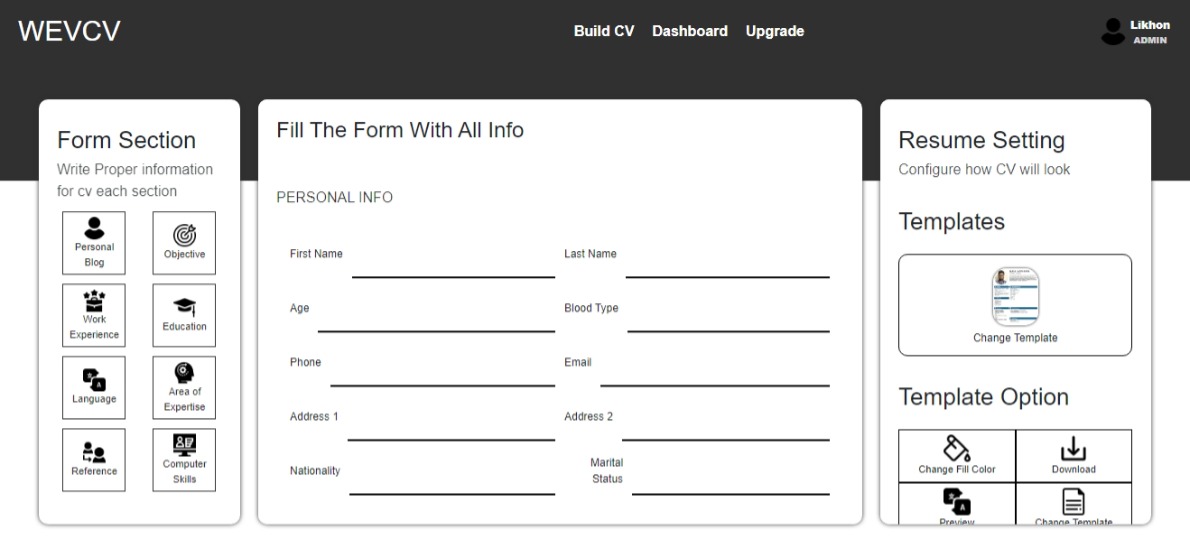 WEVCV
Build CV Dashboard Upgrade
Likhon
ADMIN
Form Section
Write Proper information
for cv each section
Personal
Blog
Objective
Work
Experience
Education
Language
Area of
Expertise
Reference
Computer
Skills
Fill The Form With All Info
PERSONAL INFO
First Name
Last Name
Age
Blood Type
Phone
Email
Address 1
Address 2
Nationality
Marital
Status
Resume Setting
Configure how CV will look
Templates
Change Template
Template Option
Change Fill Color
Download
Preview
Change Template